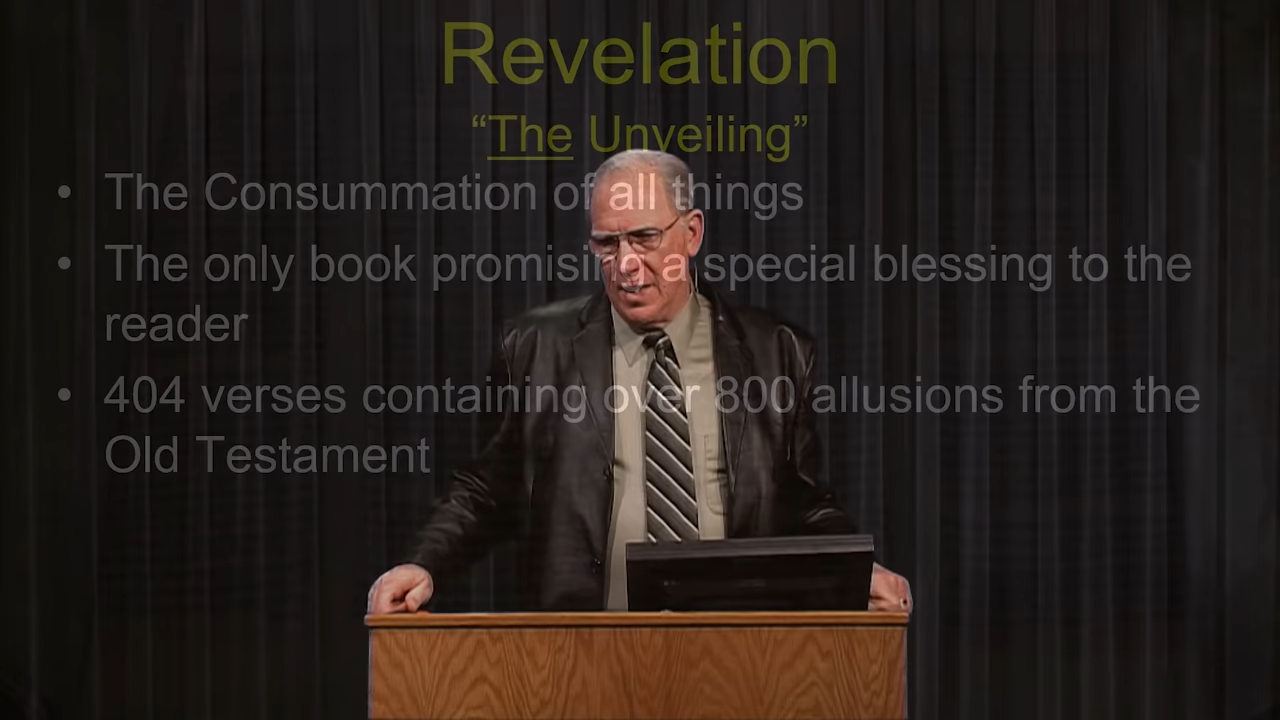 Revelation
“The Unveiling”
• The Consummation of all things
• The only book promising a special blessing to the
reader
• 404 verses containing over 800 allusions from the
Old Testament